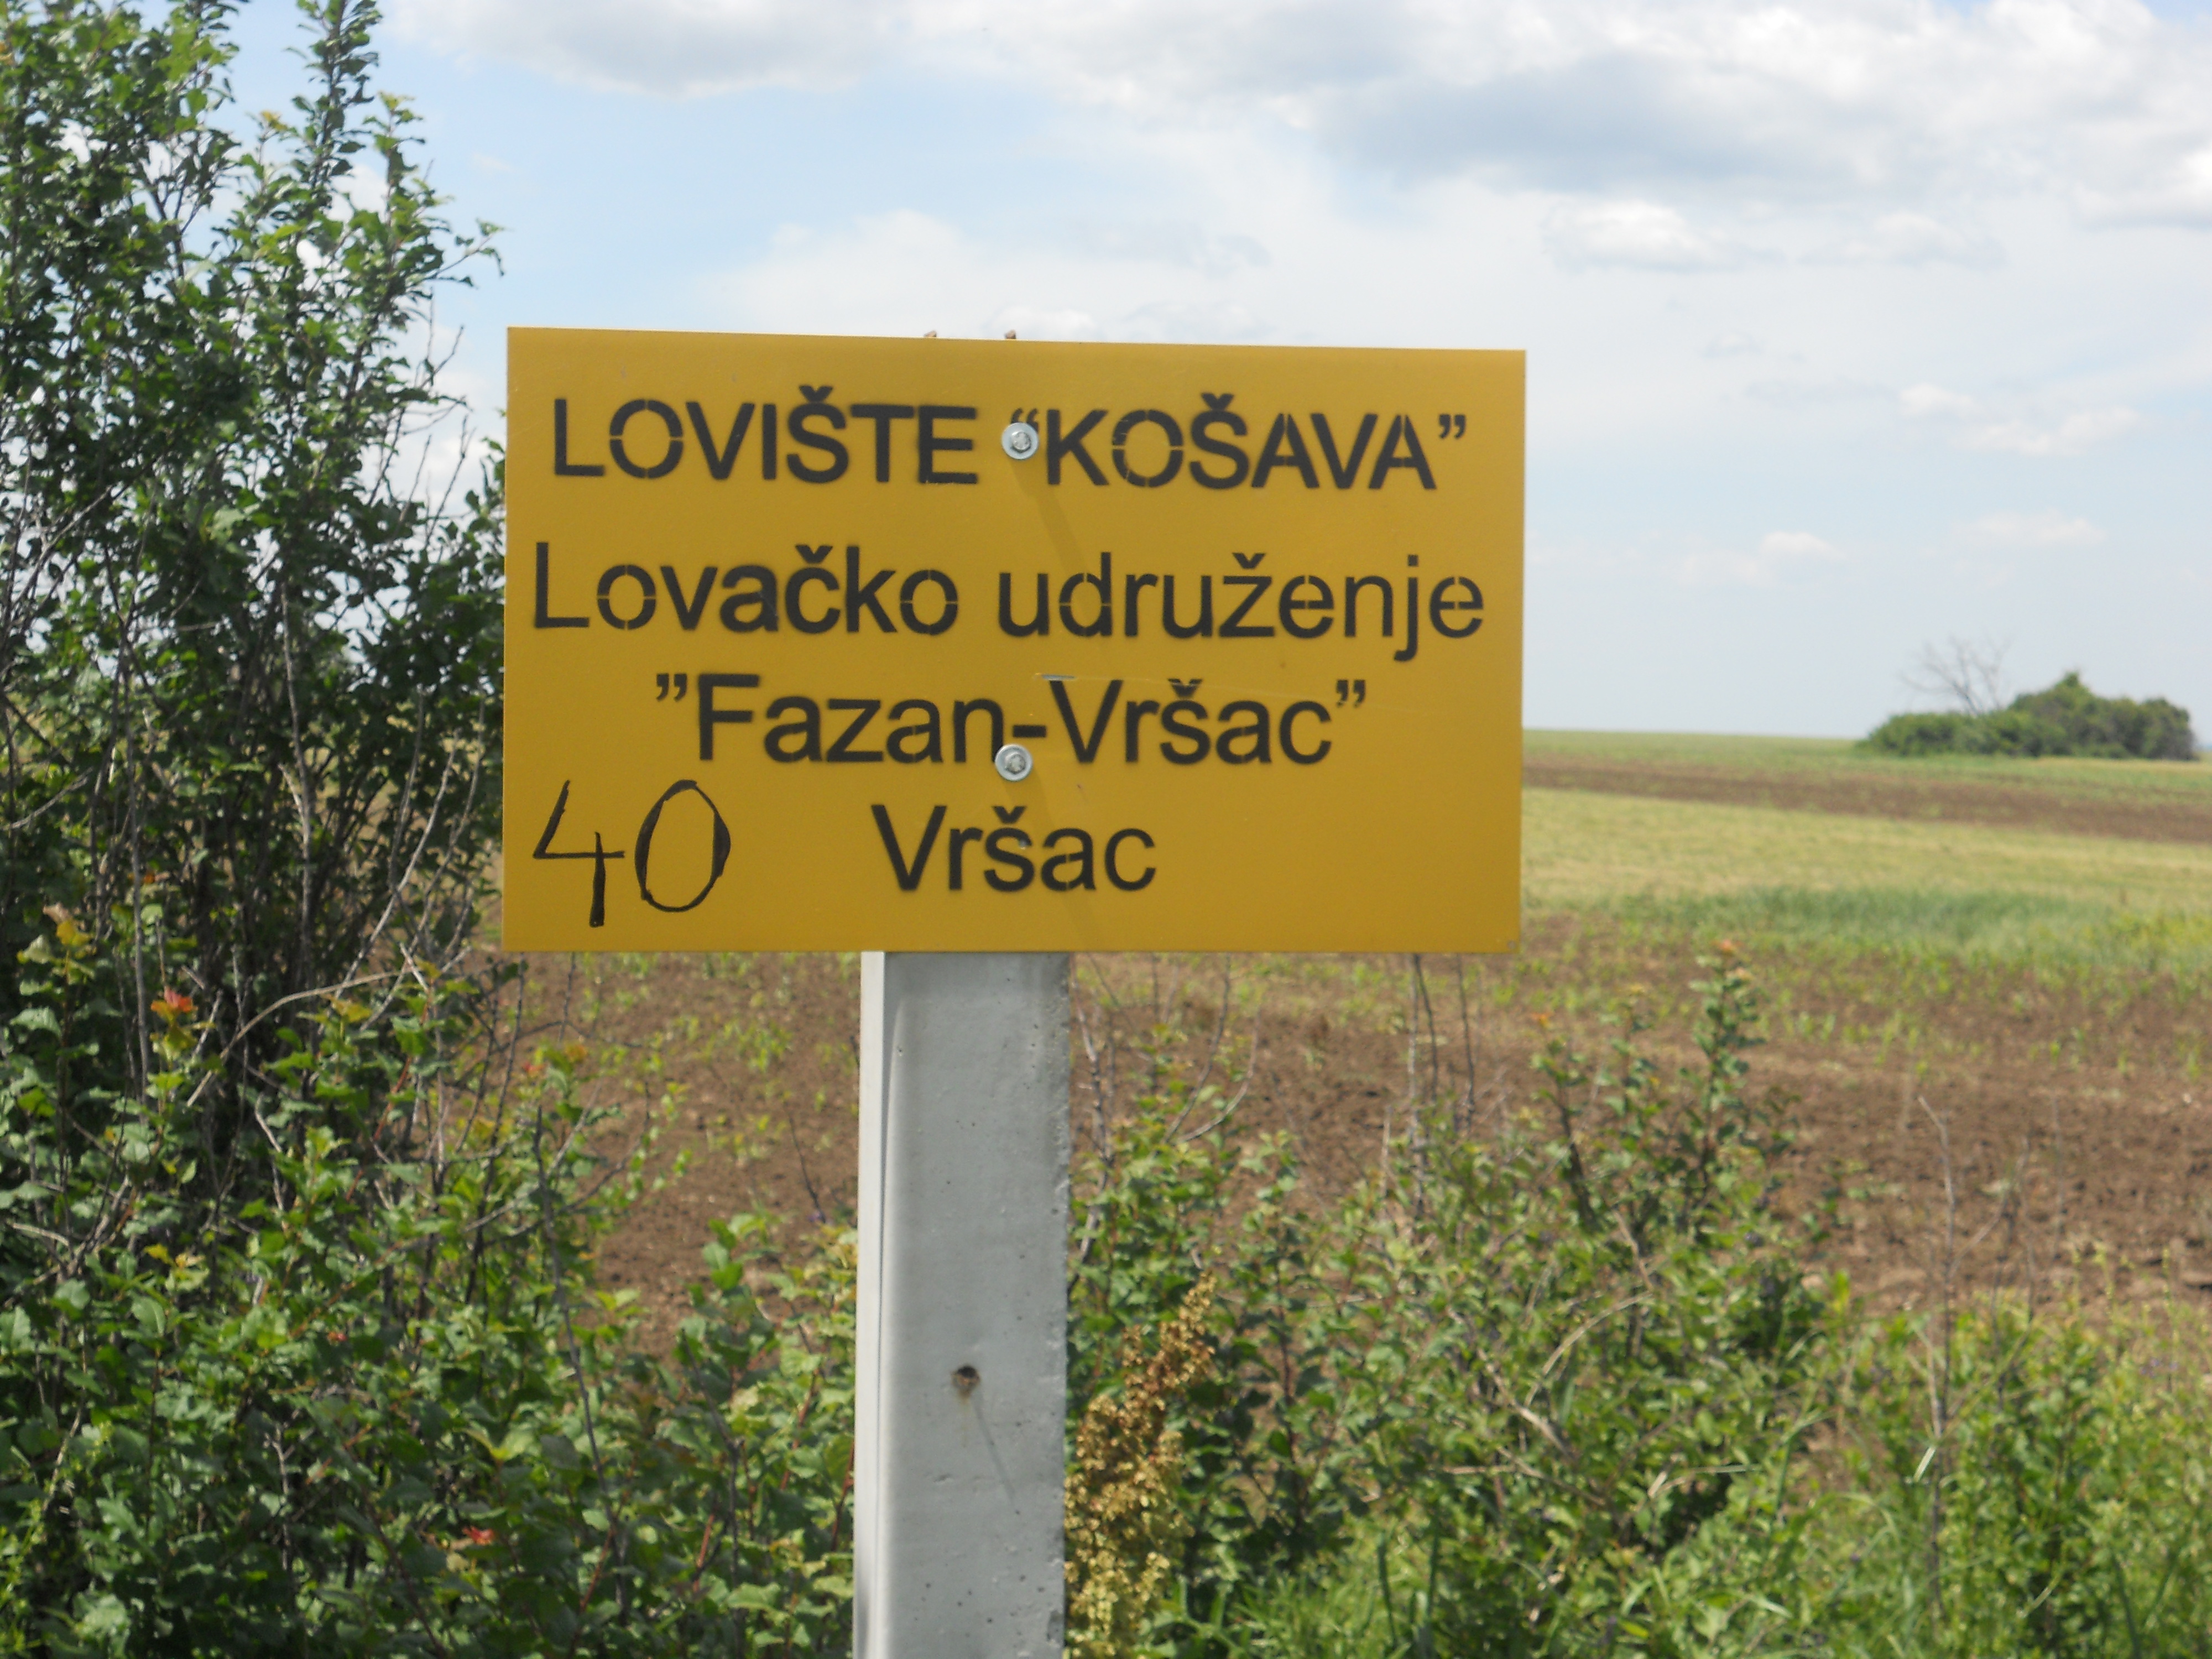 LOVIŠTE “KOŠAVA”
Lovačko udruženje
”Fazan-Vršac”
40 Vršac